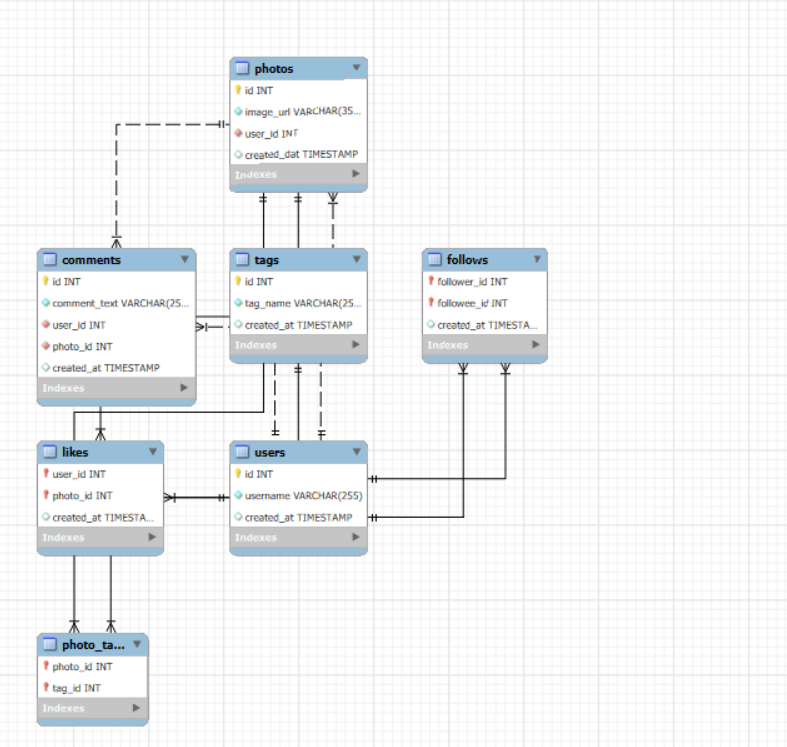 photos
id INT
image_url VARCHAR(35...
user_id INT
created_dat TIMESTAMP
Indexes
comments
id INT
comment_text VARCHAR(25...
user_id INT
photo_id INT
created_at TIMESTAMP
Indexes
tags
id INT
tag_name VARCHAR(25...
created_at TIMESTAMP
Indexes
follows
follower_id INT
followee_id INT
created_at TIMESTA...
Indexes
likes
user_id INT
photo_id INT
created_at TIMESTA...
Indexes
users
id INT
username VARCHAR(255)
created_at TIMESTAMP
Indexes
photo_ta...
photo_id INT
tag_id INT
Indexes